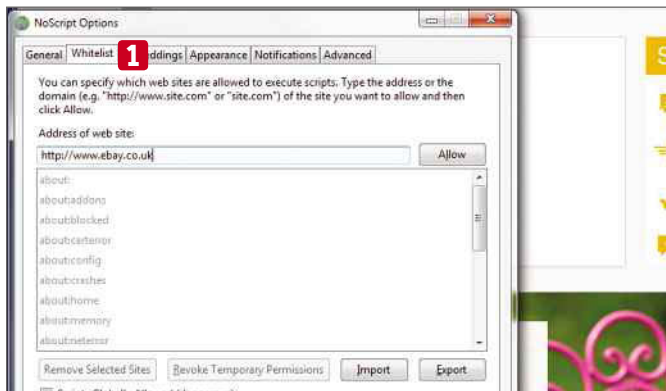 NoScript Options
General Whitelist 1 ddings Appearance Notifications Advanced
You can specify which web sites are allowed to execute scripts. Type the address or the
domain (e.g. "http://www.site.com" or "site.com") of the site you want to allow and then
click Allow.
Address of web site:
http://www.ebay.co.uk Allow
about:
about:addons
about:blocked
about:certerror
about:config
about:crashes
about:home
about:memory
about:neterror
Remove Selected Sites Revoke Temporary Permissions Import Export
S